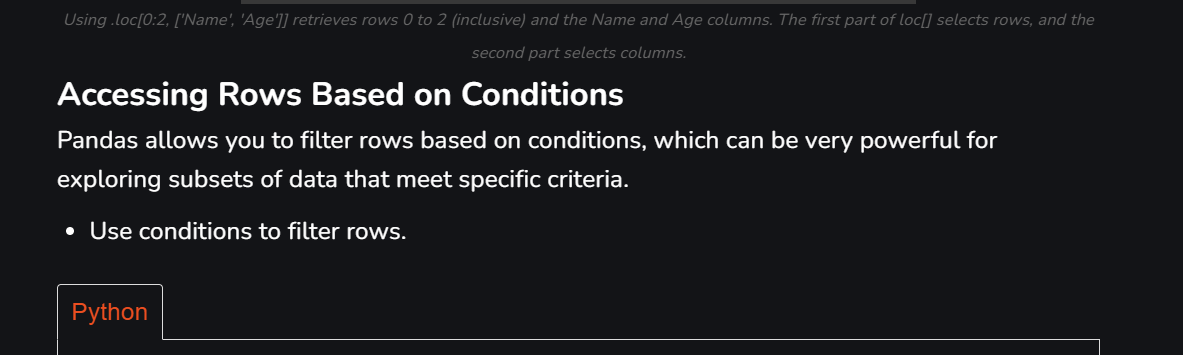 Using .loc[0:2, ['Name', 'Age']] retrieves rows 0 to 2 (inclusive) and the Name and Age columns. The first part of loc[] selects rows, and the
second part selects columns.
Accessing Rows Based on Conditions
Pandas allows you to filter rows based on conditions, which can be very powerful for
exploring subsets of data that meet specific criteria.
• Use conditions to filter rows.
Python